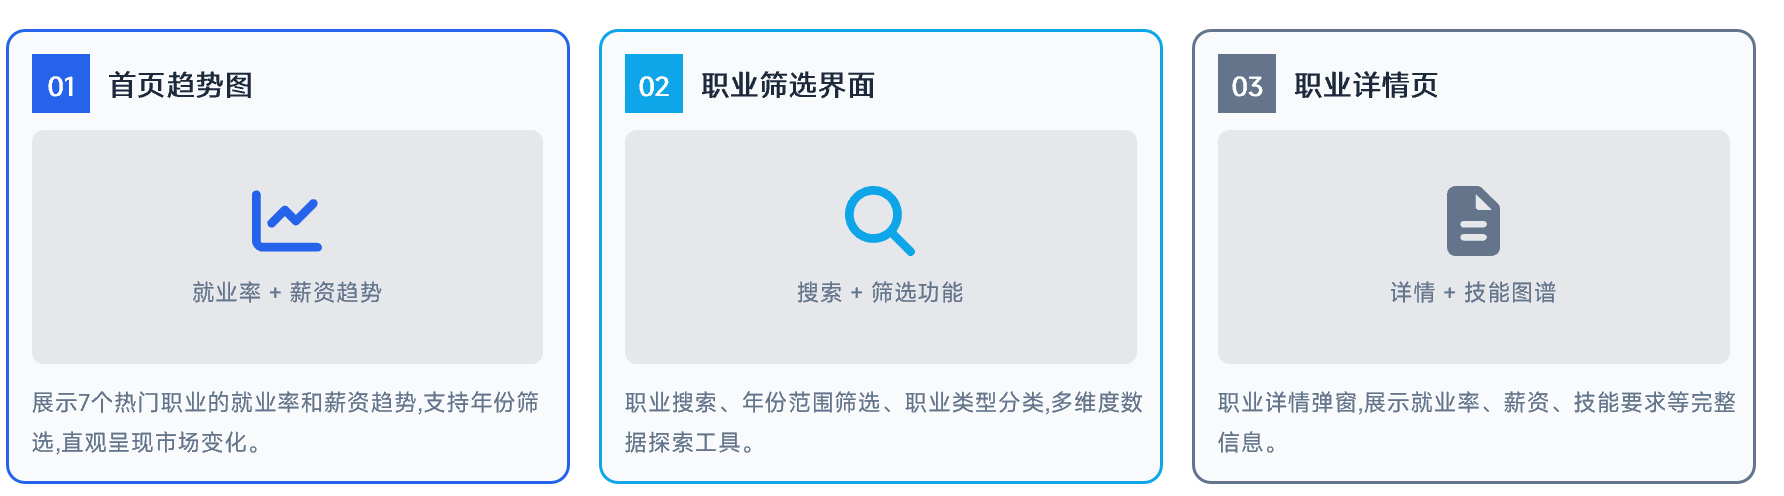 01 首页趋势图
就业率 + 薪资趋势
展示7个热门职业的就业率和薪资趋势,支持年份筛
选,直观呈现市场变化。
02 职业筛选界面
搜索 + 筛选功能
职业搜索、年份范围筛选、职业类型分类,多维度数
据探索工具。
03 职业详情页
详情 + 技能图谱
职业详情弹窗,展示就业率、薪资、技能要求等完整
信息。